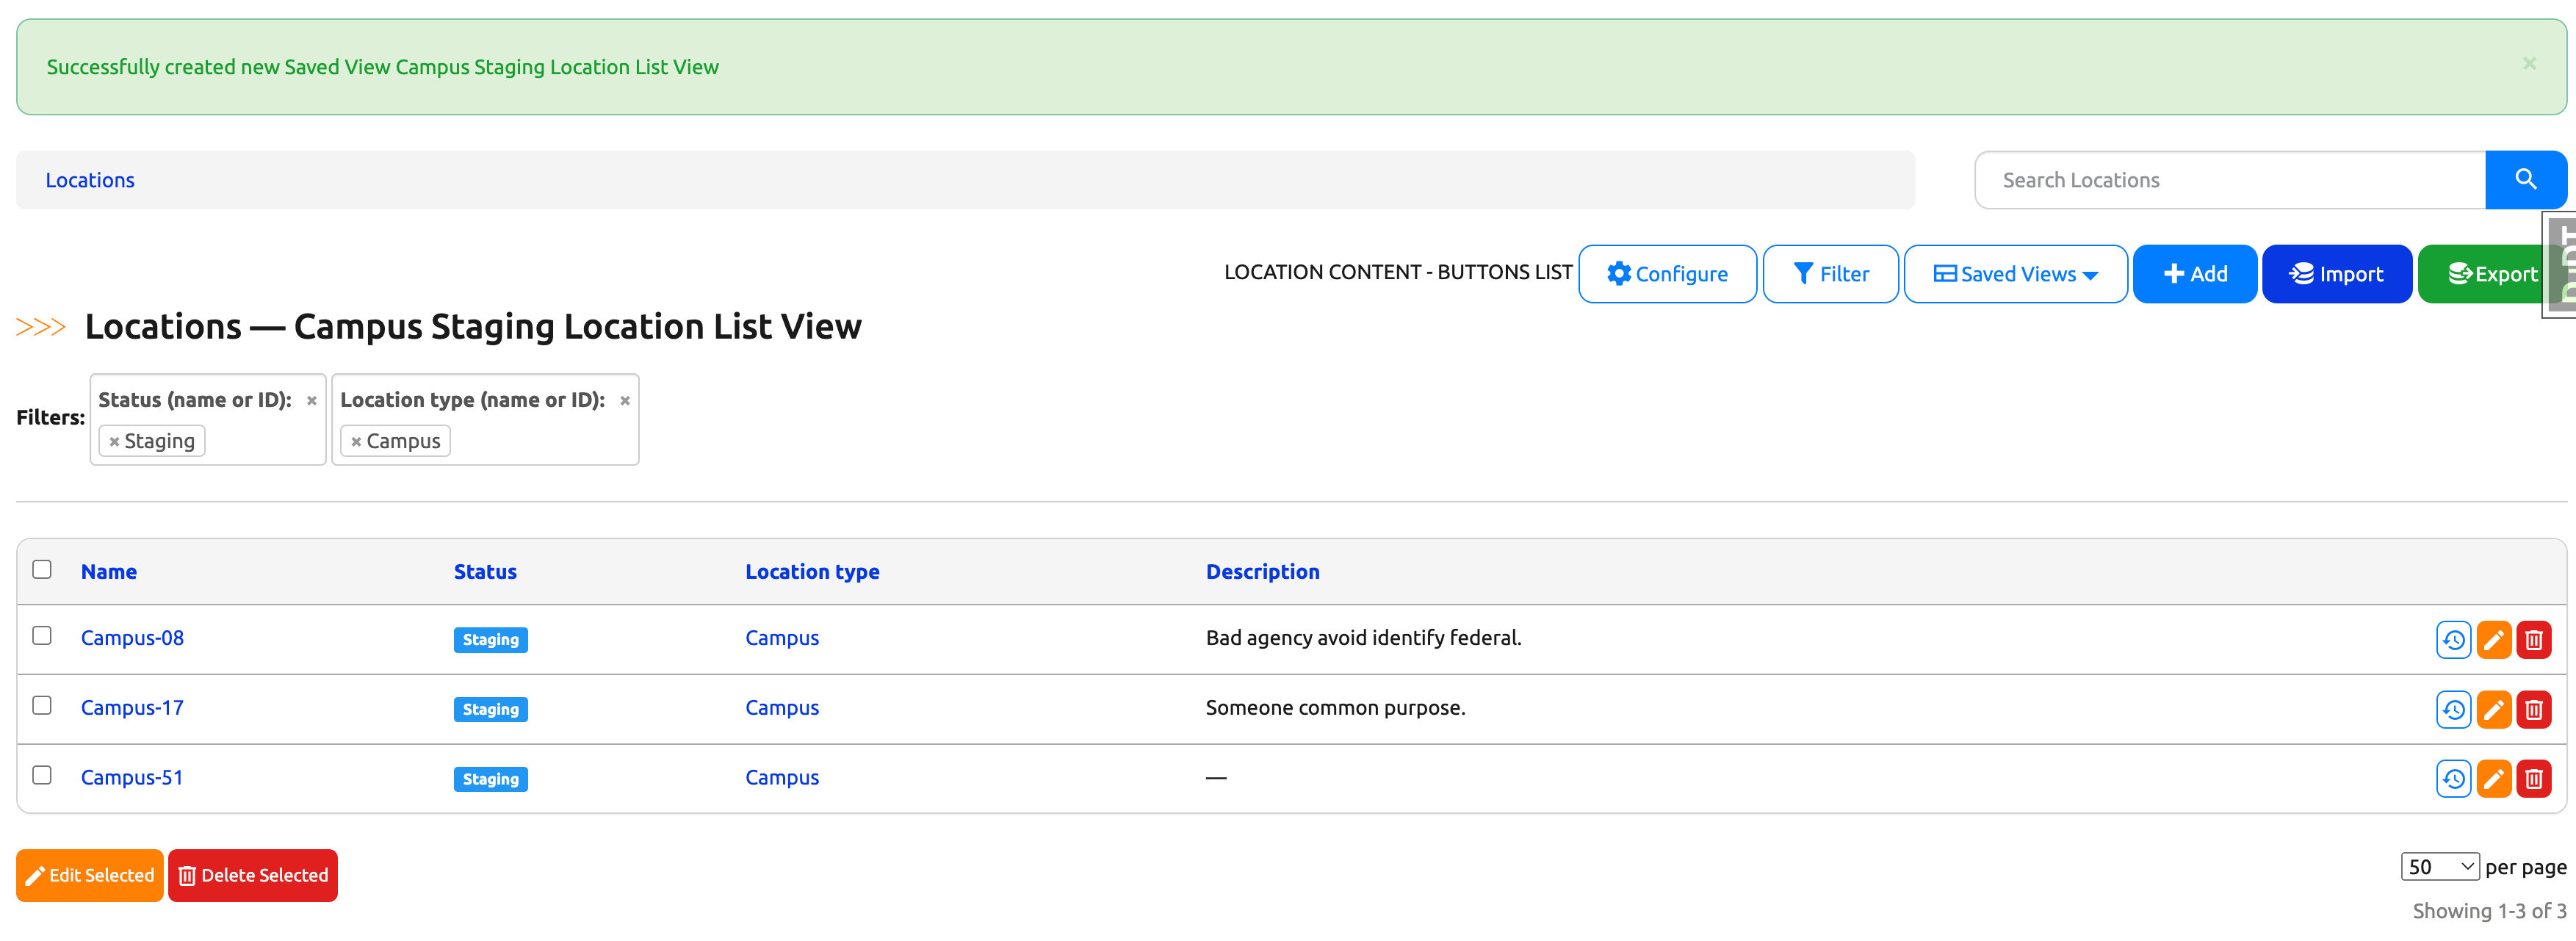 Successfully created new Saved View Campus Staging Location List View ×
Locations
Search Locations
LOCATION CONTENT - BUTTONS LIST Configure Filter Saved Views Add Import Export
>>> Locations — Campus Staging Location List View
Filters:
Status (name or ID): ×
× Staging
Location type (name or ID): ×
× Campus
Name Status Location type Description
Campus-08 Staging Campus Bad agency avoid identify federal.
Campus-17 Staging Campus Someone common purpose.
Campus-51 Staging Campus —
Edit Selected Delete Selected
50 per page
Showing 1-3 of 3